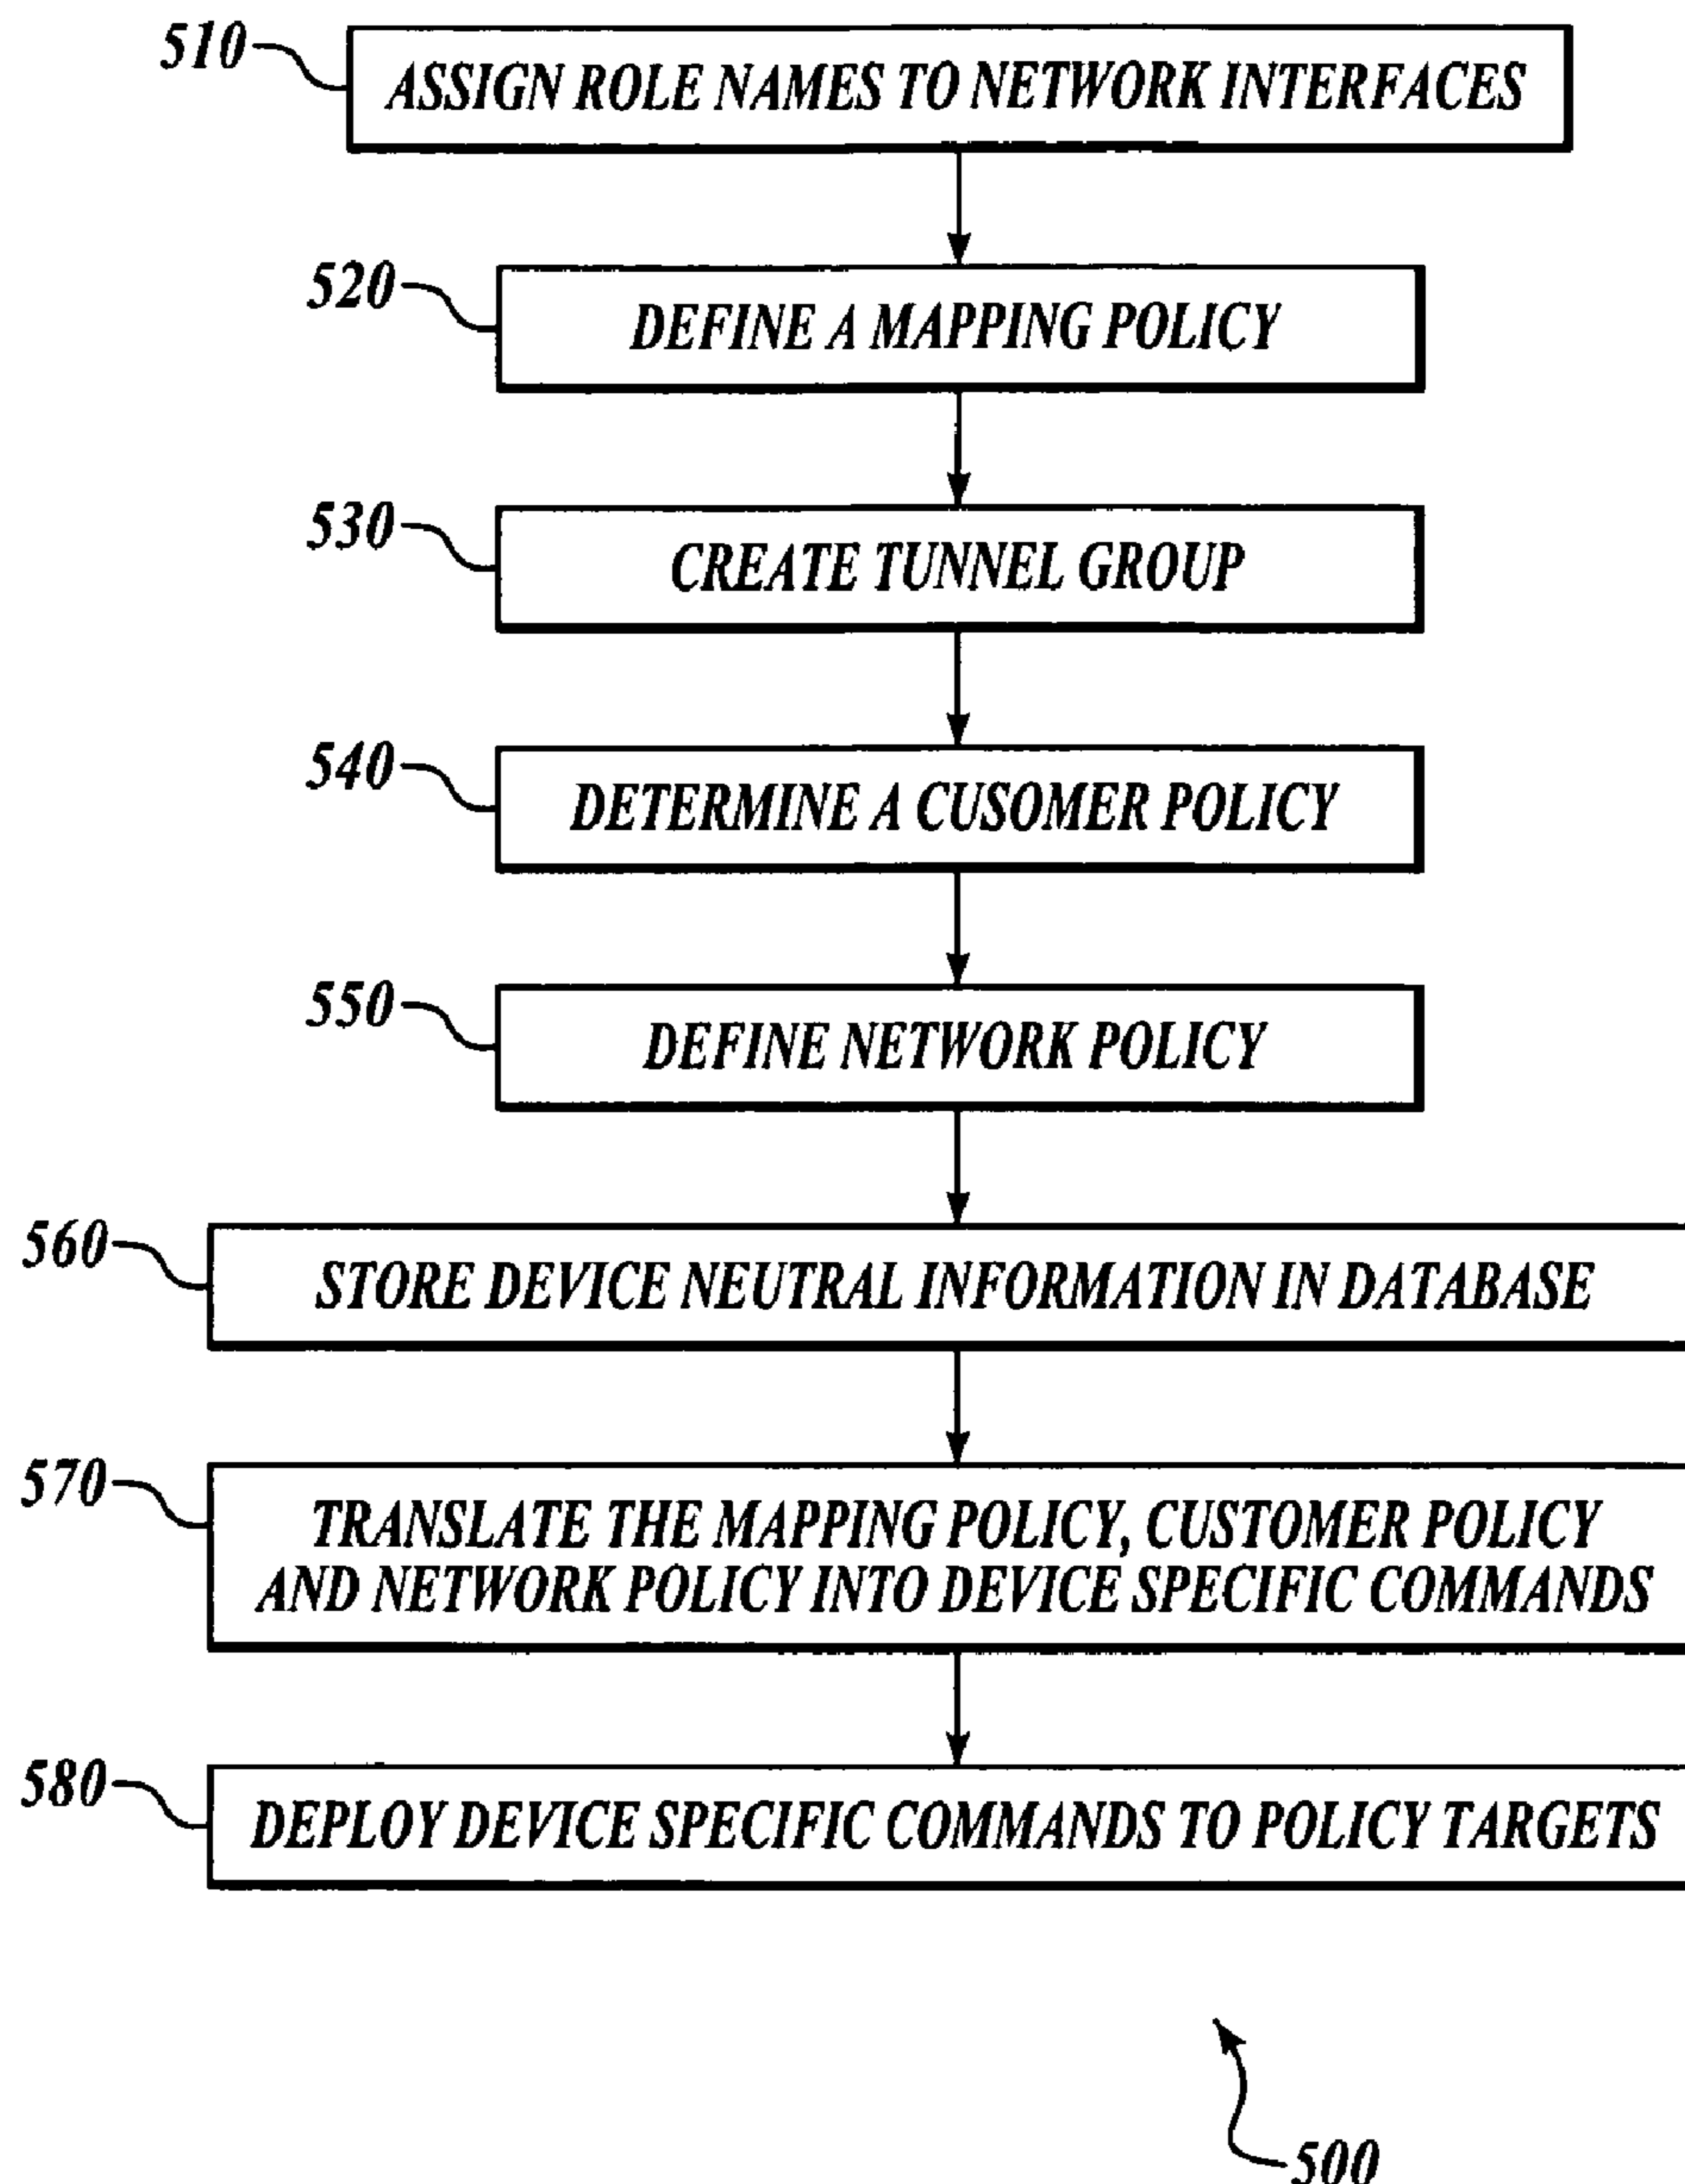 510
ASSIGN ROLE NAMES TO NETWORK INTERFACES
520
DEFINE A MAPPING POLICY
530
CREATE TUNNEL GROUP
540
DETERMINE A CUSOMER POLICY
550
DEFINE NETWORK POLICY
560
STORE DEVICE NEUTRAL INFORMATION IN DATABASE
570
TRANSLATE THE MAPPING POLICY, CUSTOMER POLICY
AND NETWORK POLICY INTO DEVICE SPECIFIC COMMANDS
580
DEPLOY DEVICE SPECIFIC COMMANDS TO POLICY TARGETS
500